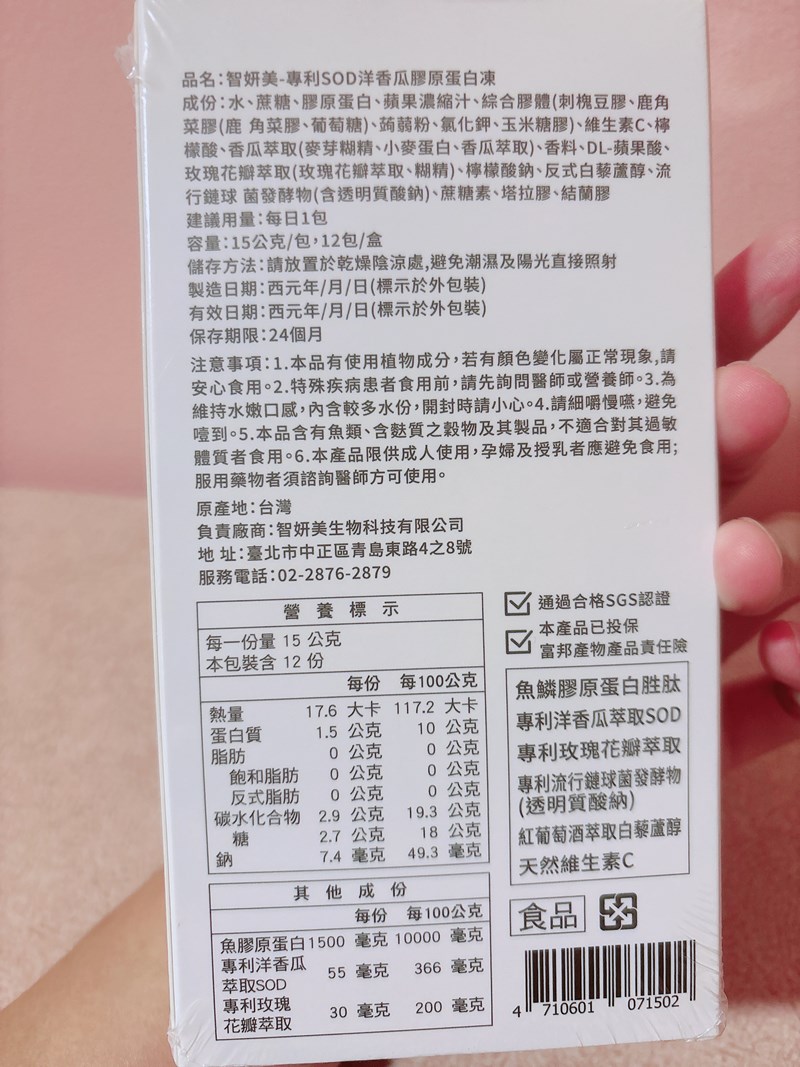 品名:智妍美-專利SOD洋香瓜膠原蛋白凍
成份:水、蔗糖、膠原蛋白、蘋果濃縮汁、綜合膠體(刺槐豆膠、鹿角
菜膠(鹿 角菜膠、葡萄糖)、蒟蒻粉、氯化鉀、玉米糖膠)、維生素C、檸
檬酸、香瓜萃取(麥芽糊精、小麥蛋白、香瓜萃取)、香料、DL-蘋果酸、
玫瑰花瓣萃取(玫瑰花瓣萃取、糊精)、檸檬酸鈉、反式白藜蘆醇、流
行鏈球 菌發酵物(含透明質酸鈉)、蔗糖素、塔拉膠、結蘭膠
建議用量:每日1包
容量:15公克/包,12包/盒
儲存方法:請放置於乾燥陰涼處,避免潮濕及陽光直接照射
製造日期:西元年/月/日(標示於外包裝)
有效日期:西元年/月/日(標示於外包裝)
保存期限:24個月
注意事項:1.本品有使用植物成分,若有顏色變化屬正常現象,請
安心食用。2.特殊疾病患者食用前,請先詢問醫師或營養師。3.為
維持水嫩口感,內含較多水份,開封時請小心。4.請細嚼慢嚥,避免
噎到。5.本品含有魚類、含麩質之穀物及其製品,不適合對其過敏
體質者食用。6.本產品限供成人使用,孕婦及授乳者應避免食用;
服用藥物者須諮詢醫師方可使用。
原產地:台灣
負責廠商:智妍美生物科技有限公司
地 址:臺北市中正區青島東路4之8號
服務電話:02-2876-2879
營養標示
每一份量 15 公克
本包裝含 12 份
每份 每100公克
熱量 17.6 大卡 117.2 大卡
蛋白質 1.5 公克 10 公克
脂肪 0 公克 0 公克
飽和脂肪 0 公克 0 公克
反式脂肪 0 公克 0 公克
碳水化合物 2.9 公克 19.3 公克
糖 2.7 公克 18 公克
鈉 7.4 毫克 49.3 毫克
其他成份
每份 每100公克
魚膠原蛋白 1500 毫克 10000 毫克
專利洋香瓜
萃取SOD 55 毫克 366 毫克
專利玫瑰
花瓣萃取 30 毫克 200 毫克
通過合格SGS認證
本產品已投保
富邦產物產品責任險
魚鱗膠原蛋白胜肽
專利洋香瓜萃取SOD
專利玫瑰花瓣萃取
專利流行鏈球菌發酵物
(透明質酸納)
紅葡萄酒萃取白藜蘆醇
天然維生素C
食品
4 710601 071502